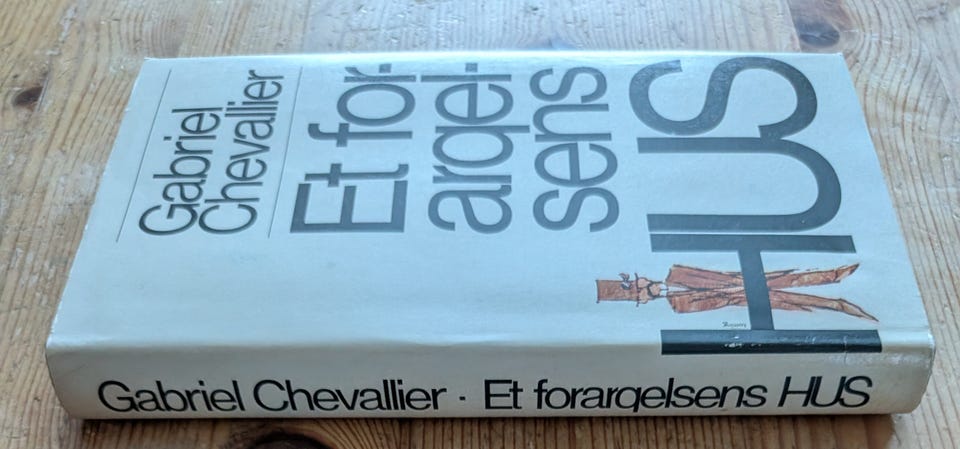 Gabriel
Chevallier
Et for-
argel-
sens
HUS
Gabriel Chevallier · Et forargelsens HUS